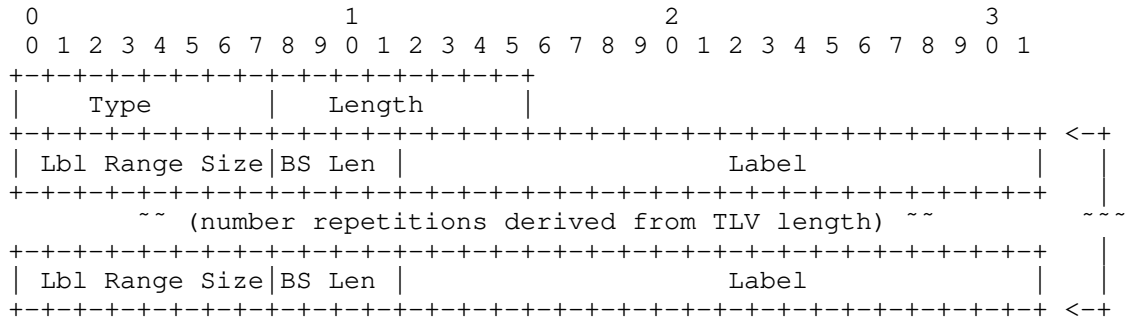 0                   1                   2                   3
 0 1 2 3 4 5 6 7 8 9 0 1 2 3 4 5 6 7 8 9 0 1 2 3 4 5 6 7 8 9 0 1
+-+-+-+-+-+-+-+-+-+-+-+-+-+-+-+-+
|    Type       |   Length      |
+-+-+-+-+-+-+-+-+-+-+-+-+-+-+-+-+-+-+-+-+-+-+-+-+-+-+-+-+-+-+-+-+ <-+
| Lbl Range Size|BS Len |                    Label              |   |
+-+-+-+-+-+-+-+-+-+-+-+-+-+-+-+-+-+-+-+-+-+-+-+-+-+-+-+-+-+-+-+-+   |
        ~~ (number repetitions derived from TLV length) ~~         ~~~
+-+-+-+-+-+-+-+-+-+-+-+-+-+-+-+-+-+-+-+-+-+-+-+-+-+-+-+-+-+-+-+-+   |
| Lbl Range Size|BS Len |                    Label              |   |
+-+-+-+-+-+-+-+-+-+-+-+-+-+-+-+-+-+-+-+-+-+-+-+-+-+-+-+-+-+-+-+-+ <-+